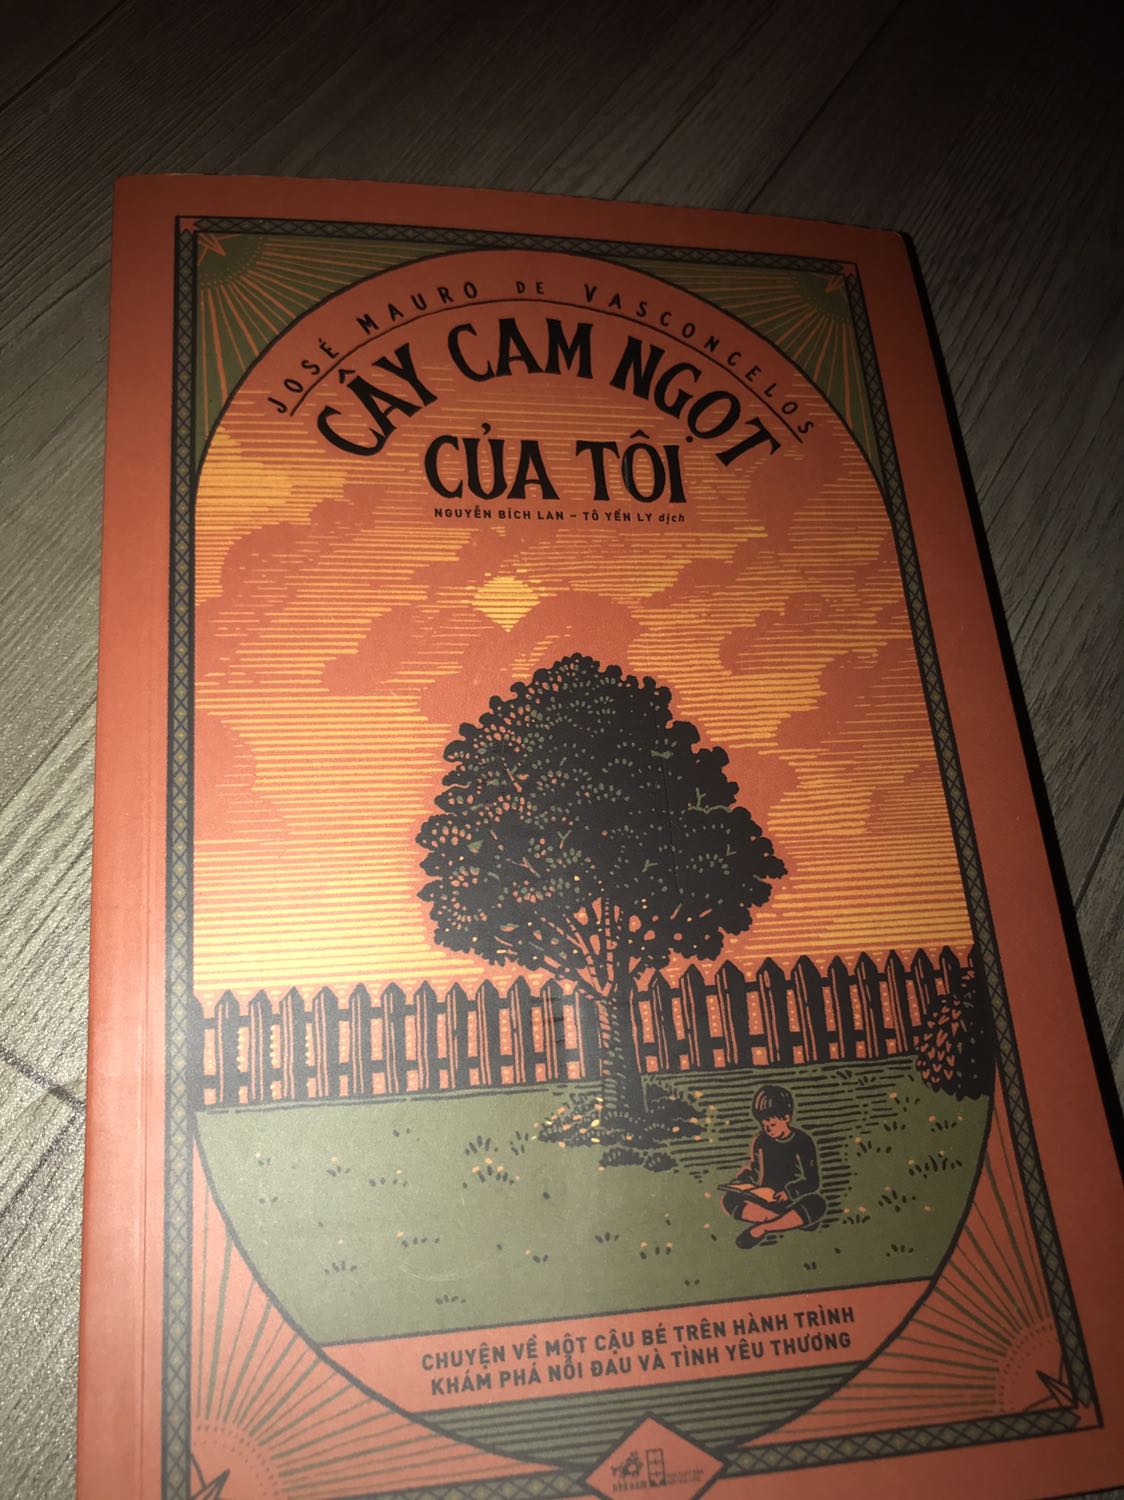 JOSÉ MAURO DE VASCONCELOS
CÂY CAM NGỌT
CỦA TÔI
NGUYỄN BÍCH LAN – TÔ YẾN LY dịch
CHUYỆN VỀ MỘT CẬU BÉ TRÊN HÀNH TRÌNH
KHÁM PHÁ NỖI ĐAU VÀ TÌNH YÊU THƯƠNG